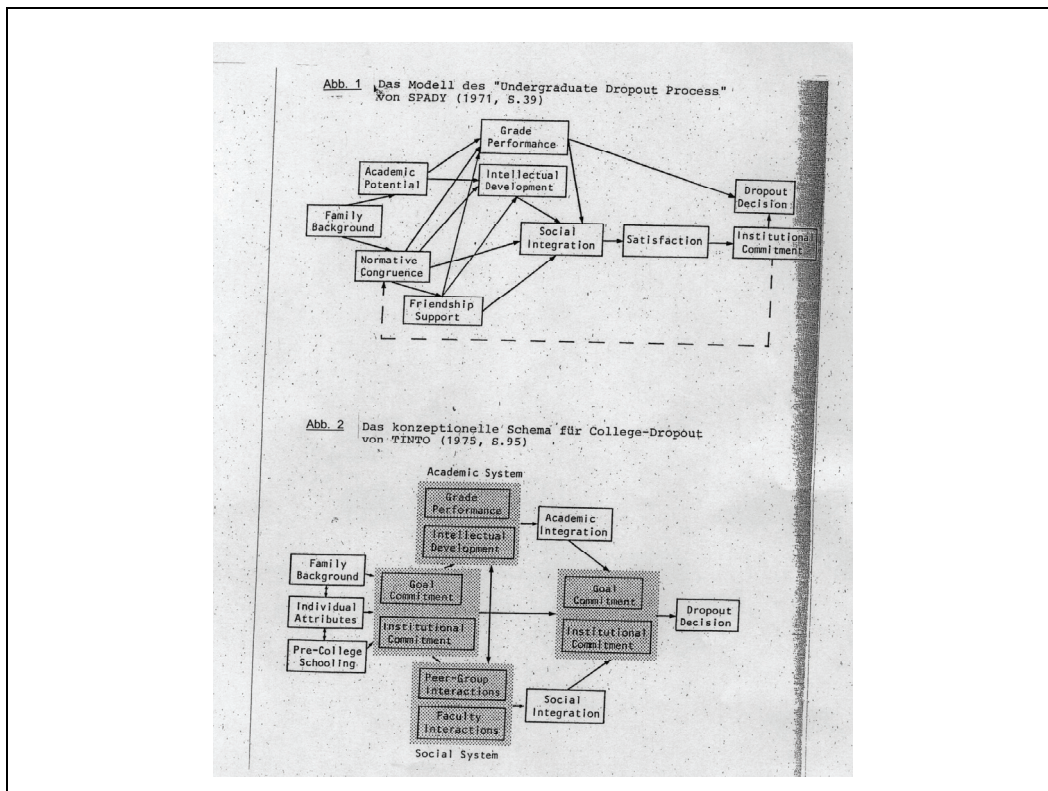 Abb. 1 Das Modell des "Undergraduate Dropout Process"
von SPADY (1971, S.39)
Grade
Performance
Academic
Potential
Intellectual
Development
Dropout
Decision
Family
Background
Social
Integration
Satisfaction
Institutional
Commitment
Normative
Congruence
Friendship
Support
Abb. 2 Das konzeptionelle Schema für College-Dropout
von TINTO (1975, S.95)
Academic System
Grade
Performance
Intellectual
Development
Academic
Integration
Family
Background
Individual
Attributes
Pre-College
Schooling
Goal
Commitment
Institutional
Commitment
Goal
Commitment
Institutional
Commitment
Dropout
Decision
Peer-Group
Interactions
Faculty
Interactions
Social
Integration
Social System